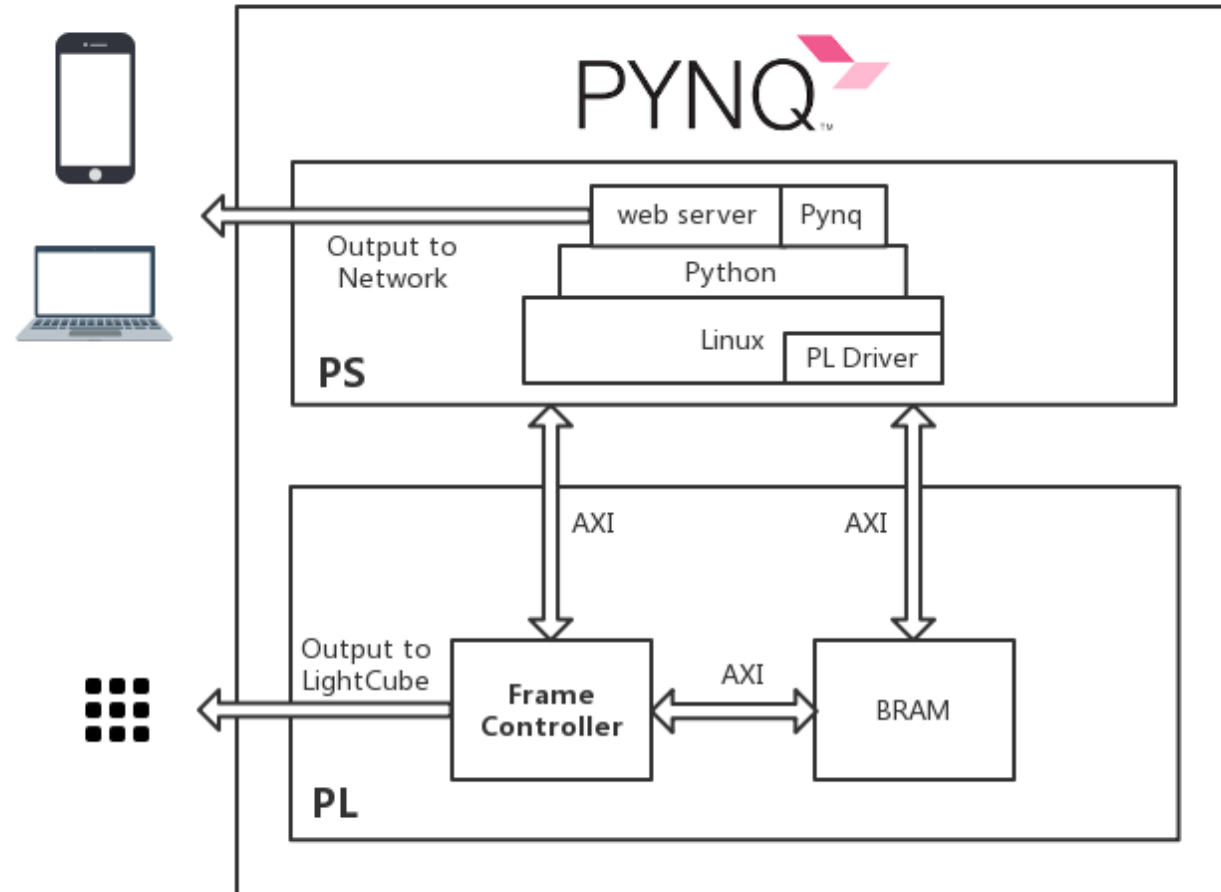 PYNQ
TM
web server
Pynq
Output to
Network
Python
Linux
PL Driver
PS
AXI
AXI
Output to
LightCube
Frame
Controller
AXI
BRAM
PL